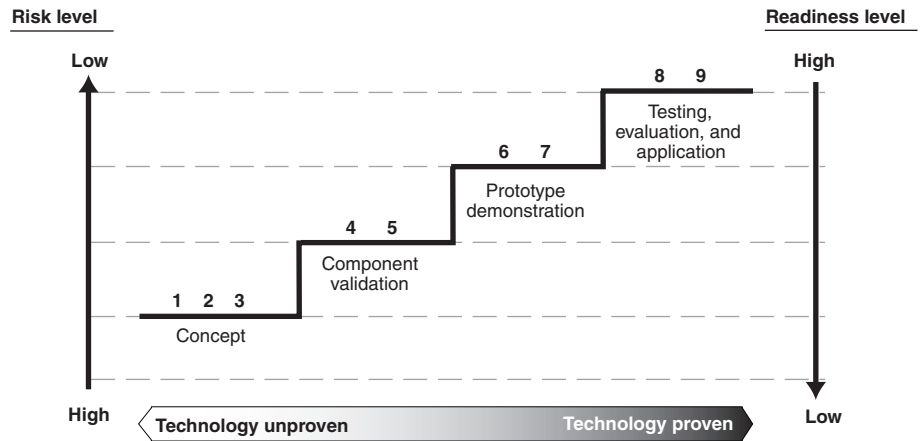 Risk level
Readiness level
Low
High
8 9
Testing,
evaluation, and
application
6 7
Prototype
demonstration
4 5
Component
validation
1 2 3
Concept
High
Low
Technology unproven
Technology proven